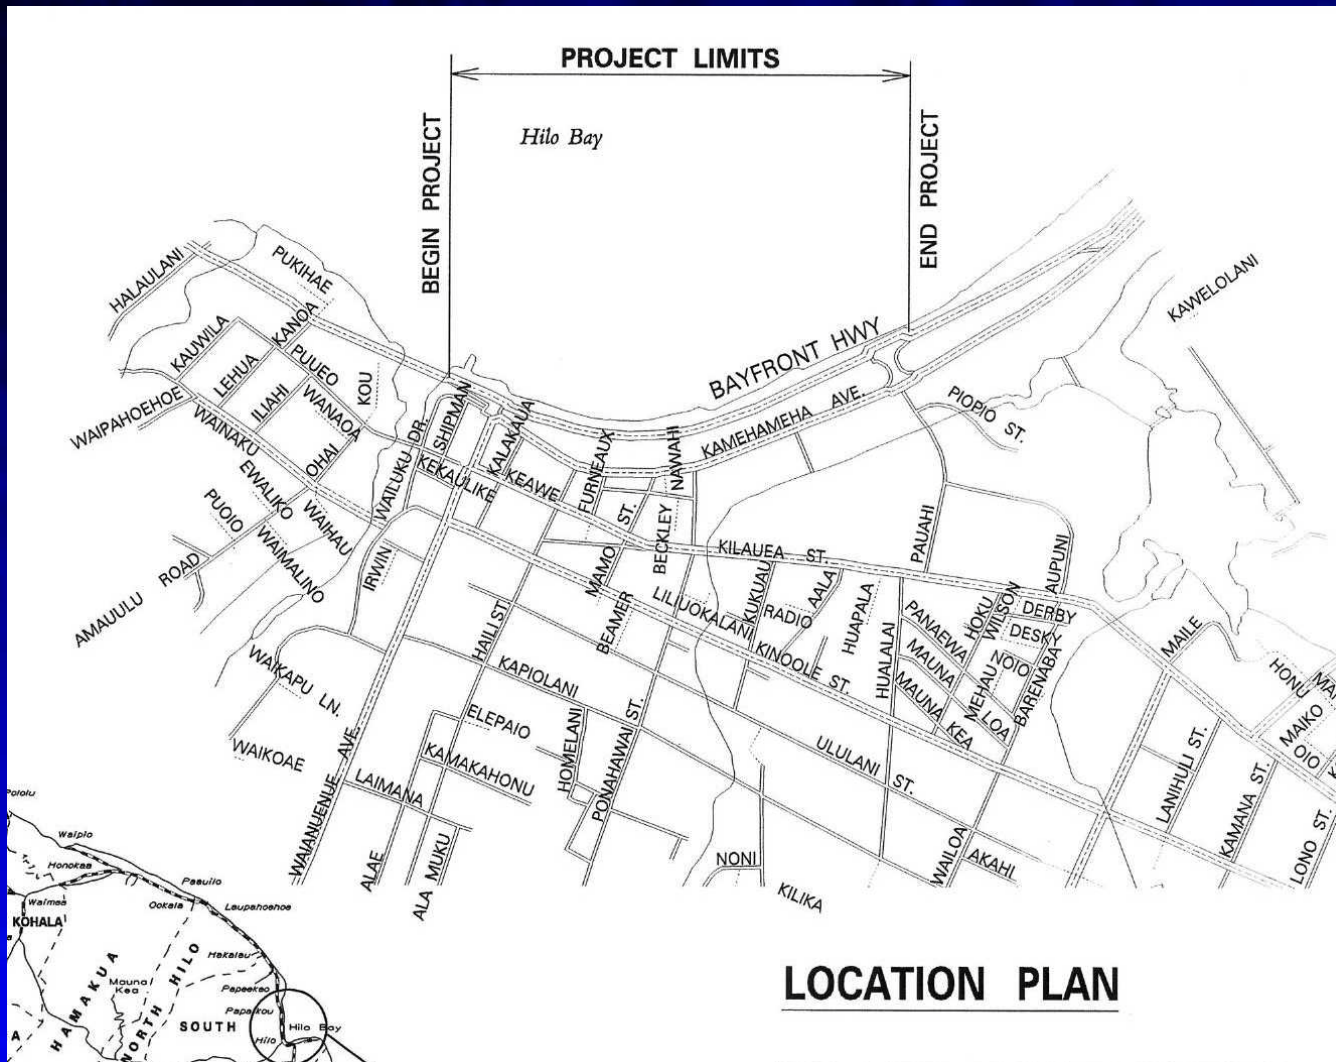 PROJECT LIMITS
BEGIN PROJECT
Hilo Bay
END PROJECT
HALAULANI
PUKIHAE
KAWELOLANI
KAUWILA
KANOA
LEHUA
PUUEO
ILIAHI
WANAOA
KOU
BAYFRONT HWY
WAIPAHOEHOE
WAINAKU
OHAI
WAILUKU DR.
SHIPMAN
KALAKAUA
KEKAULIKE
KEAWE
FURNEAUX
NAWAHI
KAMEHAMEHA AVE.
PIOPIO ST.
EWALIKO
PUOIO
WAIHAU
WAIMALINO
AMAUULU ROAD
IRWIN
MAMO ST.
BECKLEY
KILAUEA ST.
PAUAHI
AUPUNI
HAILI ST.
BEAMER
LILIUOKALANI
KUKUAU
RADIO
AALA
HUAPALA
HUALALAI
PANAEWA
HOKU
WILSON
DERBY
DESKY
MAUNA LOA
NOIO
MEHAU
BARENABA
MAUNA KEA
MAILE
HONU
MAIKO
OIO
WAIKAPU LN.
KAPIOLANI
KINOOLE ST.
WAIKOAE
WAIANUENUE AVE.
ELEPAIO
KAMAKAHONU
HOMELANI
PONAHAWAI ST.
ULULANI ST.
LAIMANA
ALAE
ALA MUKU
NONI
KILIKA
WAILOA
AKAHI
LANIHULI ST.
KAMANA ST.
LONO ST.
Pololu
Waipio
Honokaa
Paauilo
Waimea
Ookala
Laupahoehoe
KOHALA
HAMAKUA
Mauna
Kea
NORTH HILO
Hakalau
Papeekeo
Papaikou
SOUTH
Hilo Bay
Hilo
LOCATION PLAN